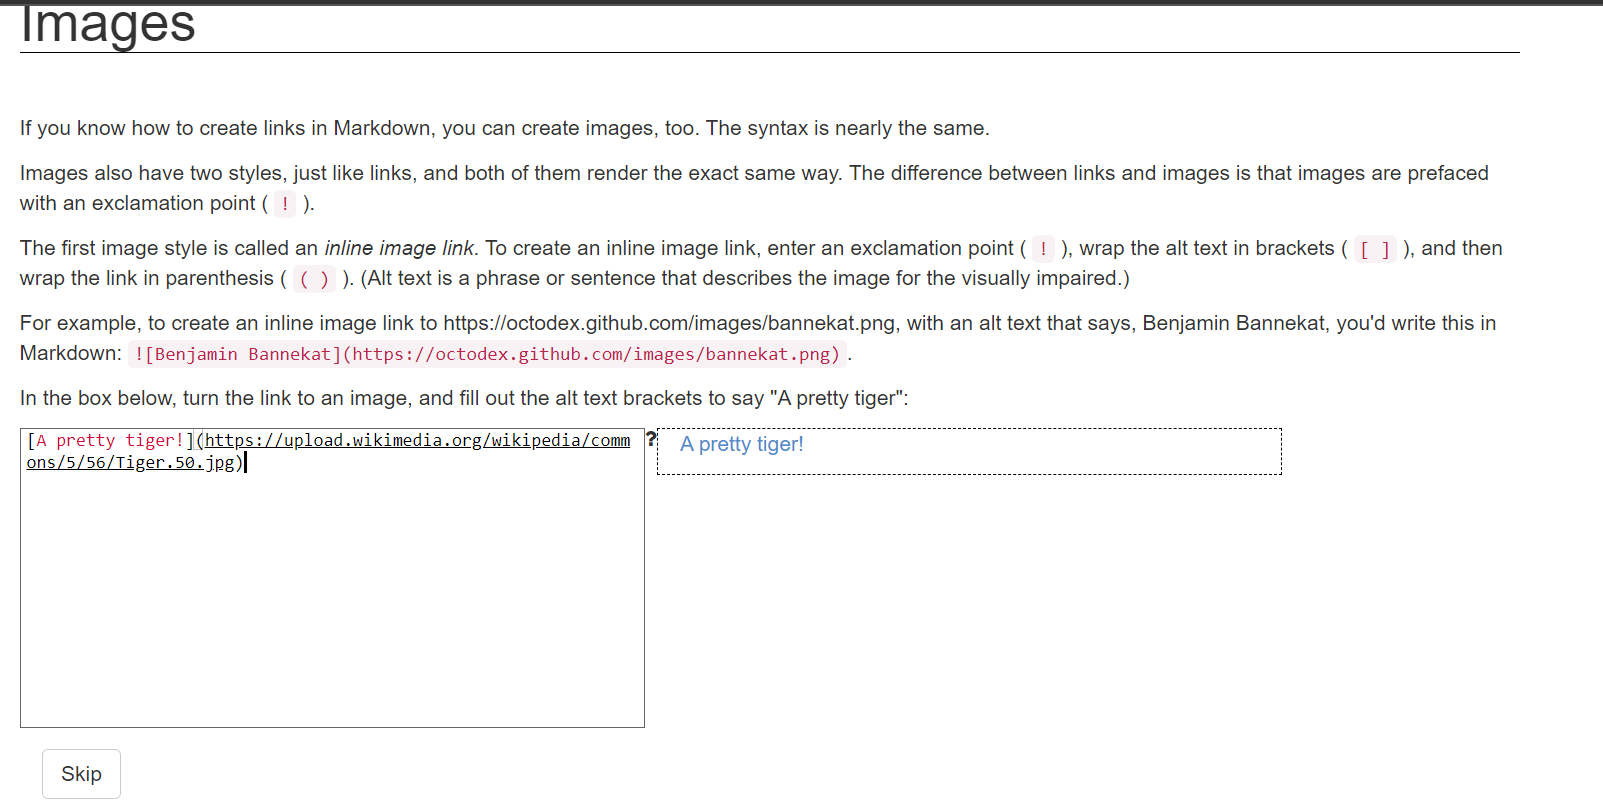 Images
If you know how to create links in Markdown, you can create images, too. The syntax is nearly the same.
Images also have two styles, just like links, and both of them render the exact same way. The difference between links and images is that images are prefaced
with an exclamation point ( ! ).
The first image style is called an inline image link. To create an inline image link, enter an exclamation point ( ! ), wrap the alt text in brackets ( [ ] ), and then
wrap the link in parenthesis ( ( ) ). (Alt text is a phrase or sentence that describes the image for the visually impaired.)
For example, to create an inline image link to https://octodex.github.com/images/bannekat.png, with an alt text that says, Benjamin Bannekat, you'd write this in
Markdown: ![Benjamin Bannekat](https://octodex.github.com/images/bannekat.png) .
In the box below, turn the link to an image, and fill out the alt text brackets to say "A pretty tiger":
[A pretty tiger!](https://upload.wikimedia.org/wikipedia/comm
ons/5/56/Tiger.50.jpg)
?
A pretty tiger!
Skip